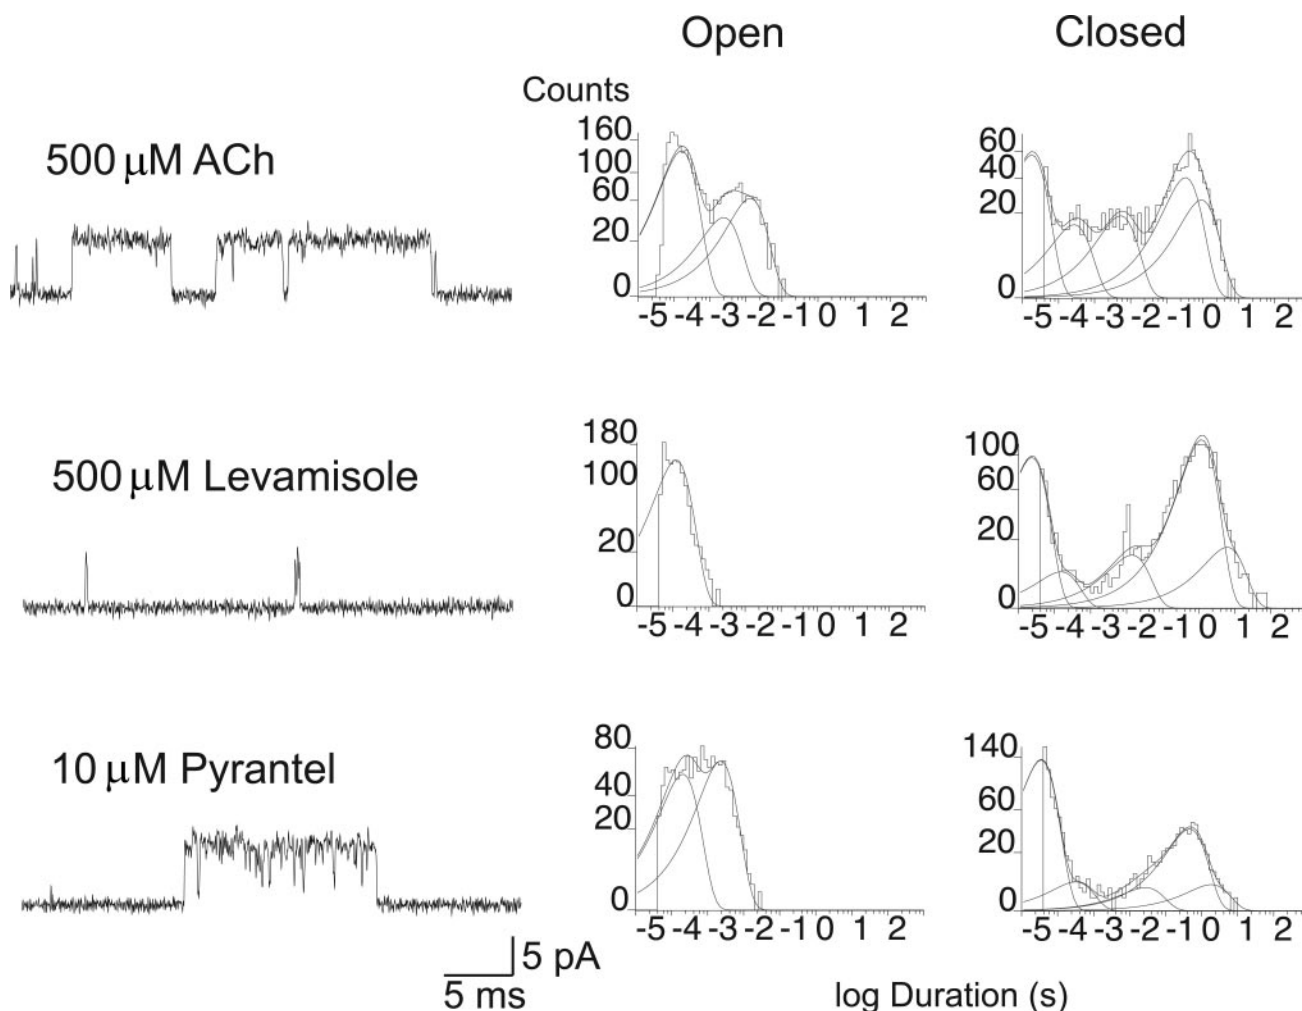 Open Closed
Counts
500 μM ACh
160
100
60
20
0
-5 -4 -3 -2 -1 0 1 2
60
40
20
0
-5 -4 -3 -2 -1 0 1 2
500 μM Levamisole
180
100
20
0
-5 -4 -3 -2 -1 0 1 2
100
60
20
0
-5 -4 -3 -2 -1 0 1 2
10 μM Pyrantel
80
40
20
0
-5 -4 -3 -2 -1 0 1 2
140
60
20
0
-5 -4 -3 -2 -1 0 1 2
5 pA
5 ms
log Duration (s)